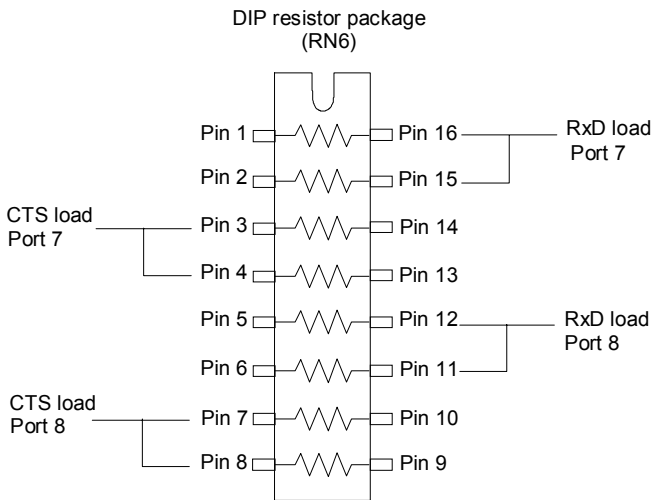 DIP resistor package
(RN6)
Pin 1
Pin 16
RxD load
Port 7
Pin 2
Pin 15
CTS load
Port 7
Pin 3
Pin 14
Pin 4
Pin 13
Pin 5
Pin 12
RxD load
Port 8
Pin 6
Pin 11
CTS load
Port 8
Pin 7
Pin 10
Pin 8
Pin 9